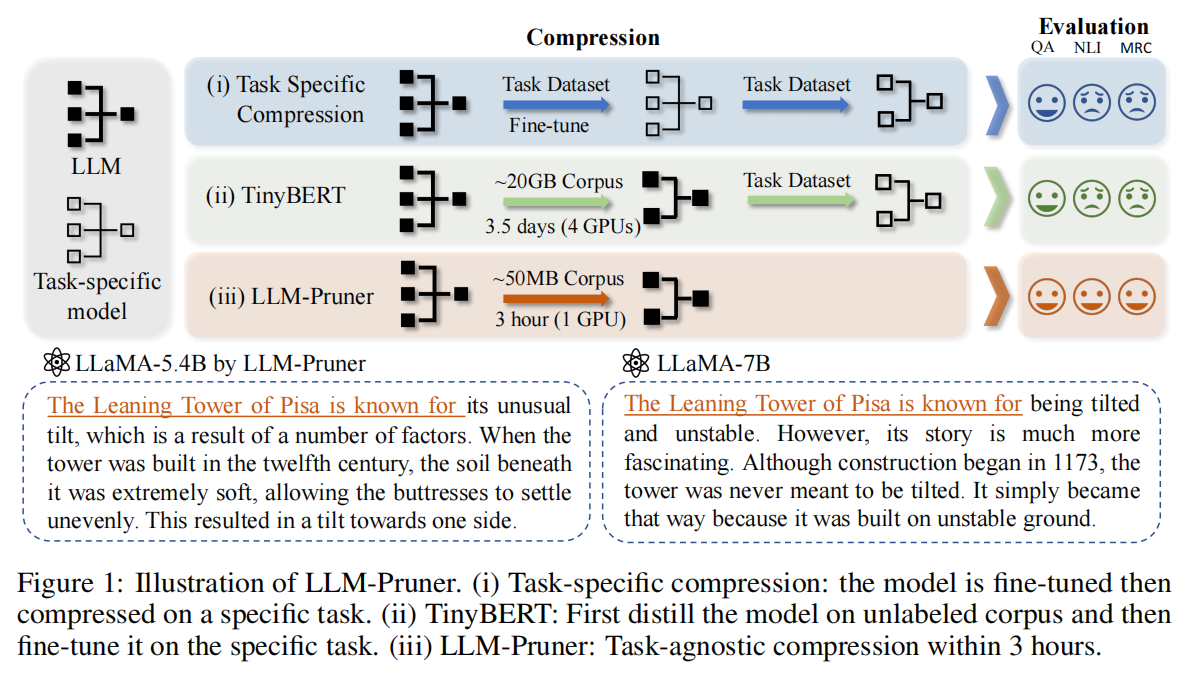 Compression
Evaluation
QA NLI MRC
LLM
Task-specific
model
(i) Task Specific
Compression
Task Dataset
Fine-tune
Task Dataset
(ii) TinyBERT
~20GB Corpus
3.5 days (4 GPUs)
Task Dataset
(iii) LLM-Pruner
~50MB Corpus
3 hour (1 GPU)
LLaMA-5.4B by LLM-Pruner
The Leaning Tower of Pisa is known for its unusual
tilt, which is a result of a number of factors. When the
tower was built in the twelfth century, the soil beneath
it was extremely soft, allowing the buttresses to settle
unevenly. This resulted in a tilt towards one side.
LLaMA-7B
The Leaning Tower of Pisa is known for being tilted
and unstable. However, its story is much more
fascinating. Although construction began in 1173, the
tower was never meant to be tilted. It simply became
that way because it was built on unstable ground.
Figure 1: Illustration of LLM-Pruner. (i) Task-specific compression: the model is fine-tuned then
compressed on a specific task. (ii) TinyBERT: First distill the model on unlabeled corpus and then
fine-tune it on the specific task. (iii) LLM-Pruner: Task-agnostic compression within 3 hours.